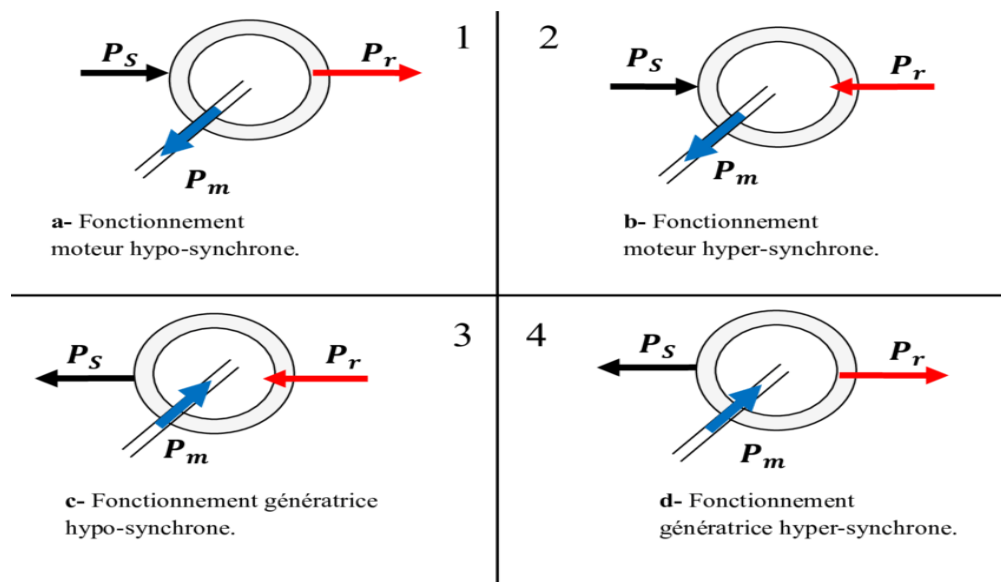 1
P_S
P_r
P_m
a- Fonctionnement
moteur hypo-synchrone.
2
P_S
P_r
P_m
b- Fonctionnement
moteur hyper-synchrone.
3
P_S
P_r
P_m
c- Fonctionnement génératrice
hypo-synchrone.
4
P_S
P_r
P_m
d- Fonctionnement
génératrice hyper-synchrone.